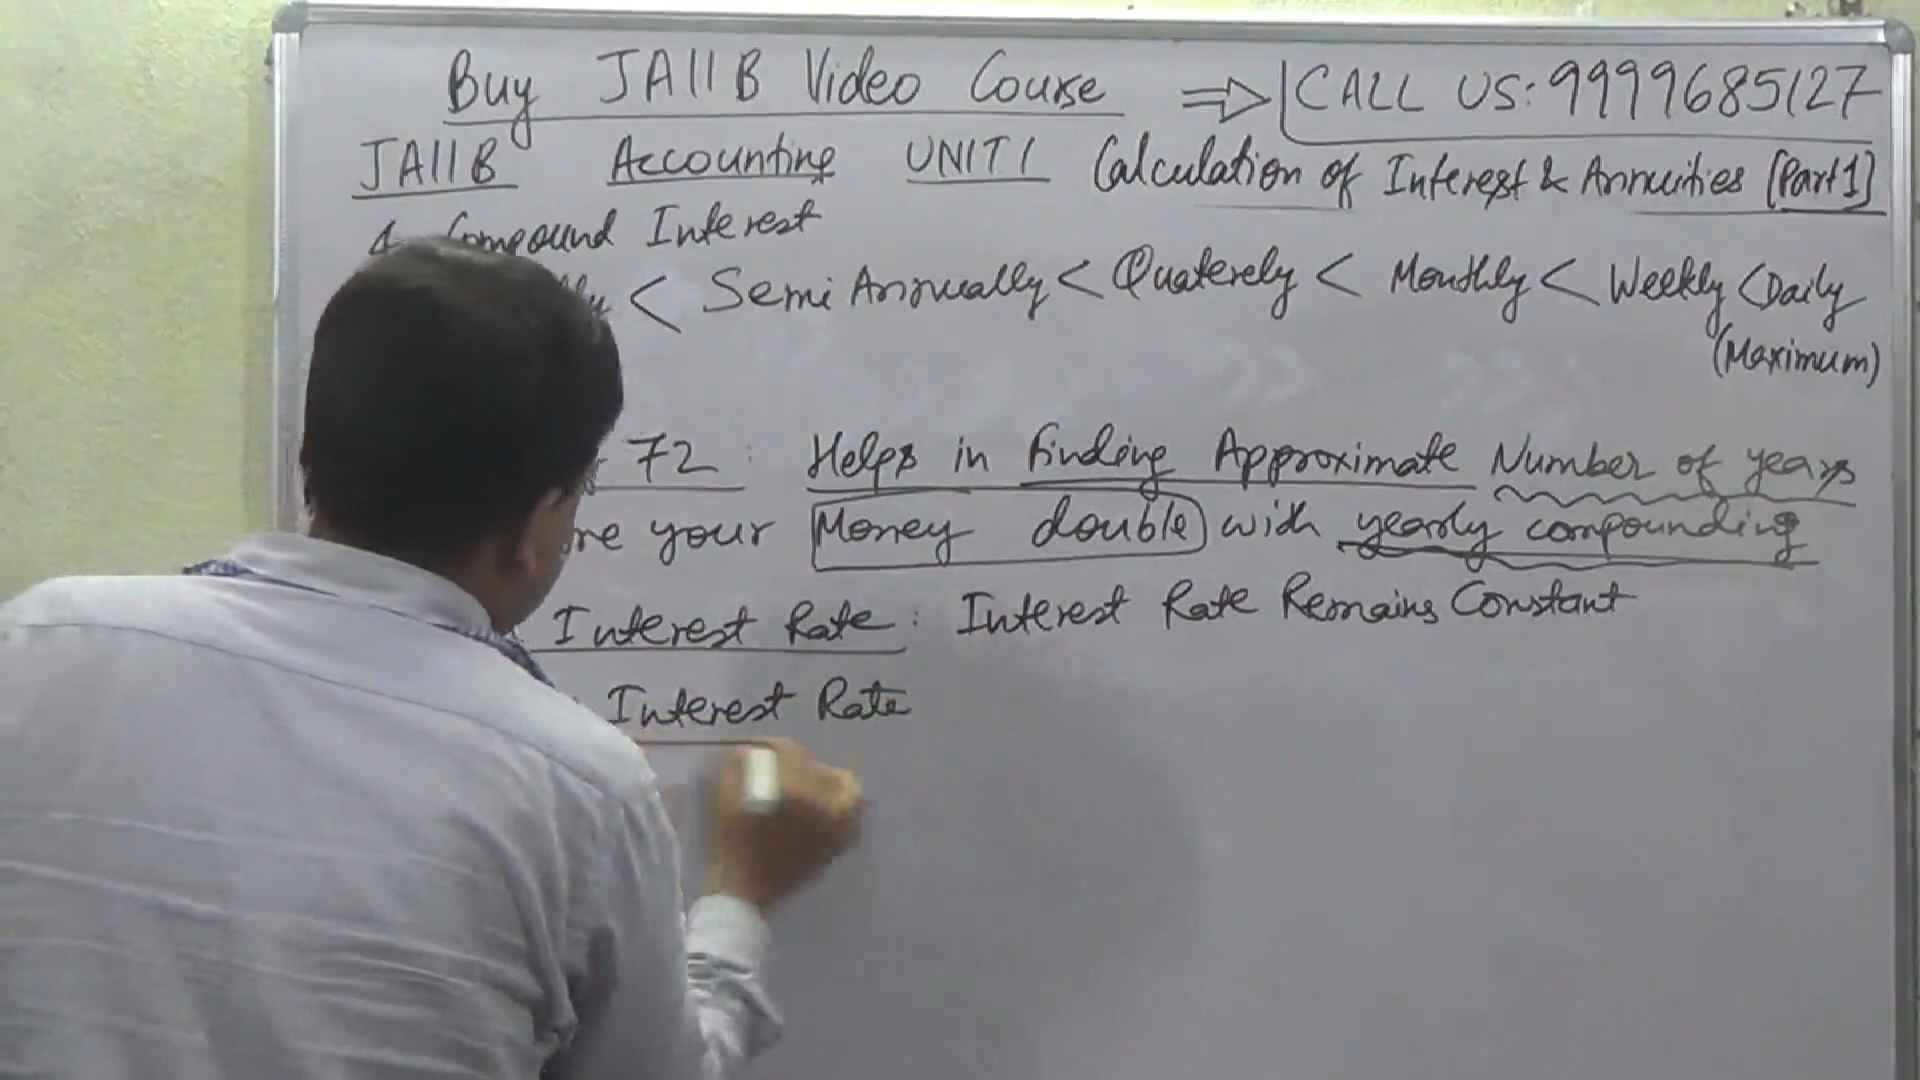 Buy JAIIB Video Course ⇒ CALL US: 9999685127
JAIIB Accounting UNIT 1 Calculation of Interest & Annuities [Part 1]
Compound Interest
< Semi Annually < Quaterely < Monthly < Weekly < Daily
(Maximum)
72 : Helps in finding Approximate Number of years
your Money double with yearly compounding
Interest Rate : Interest Rate Remains Constant
Interest Rate